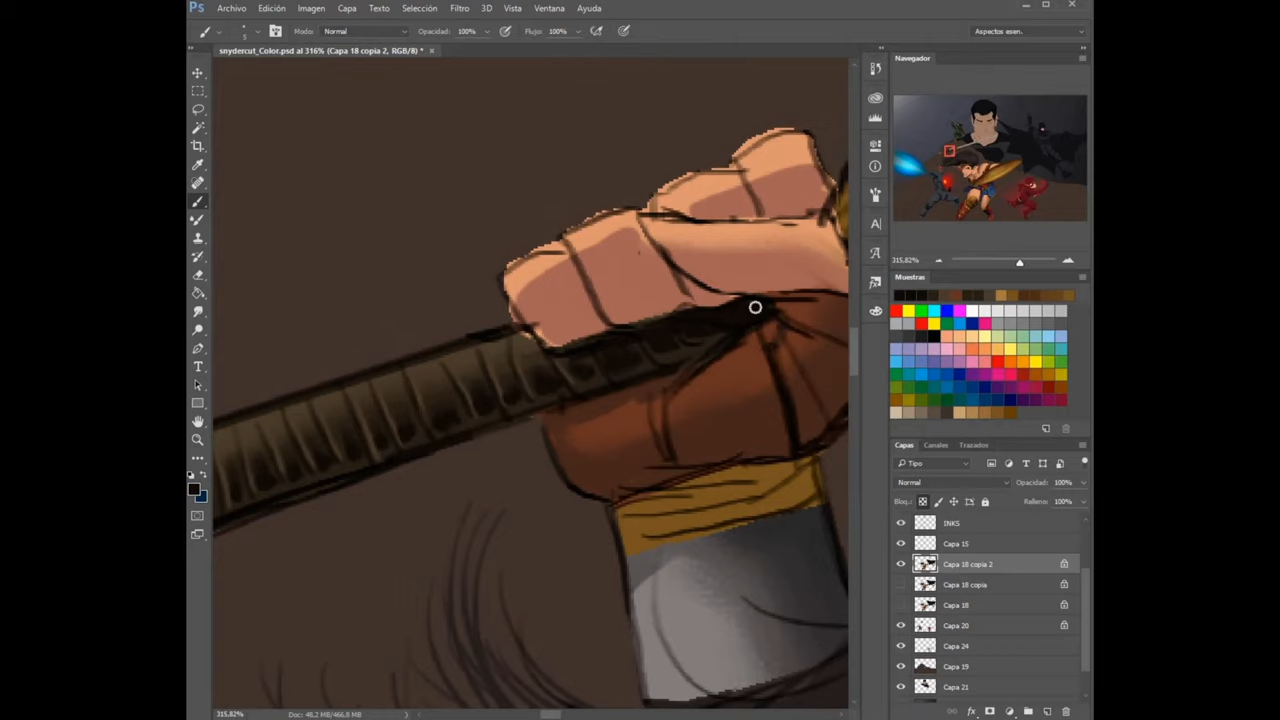 Ps Archivo Edición Imagen Capa Texto Selección Filtro 3D Vista Ventana Ayuda
5 Modo: Normal Opacidad: 100% Flujo: 100% Aspectos esen.
snydercut_Color.psd al 316% (Capa 18 copia 2, RGB/8) *
Navegador
315,82%
Muestras
Capas Canales Trazados
Tipo
Normal Opacidad: 100%
Bloq.: Relleno: 100%
INKS
Capa 15
Capa 18 copia 2
Capa 18 copia
Capa 18
Capa 20
Capa 24
Capa 19
Capa 21
315,82% Doc: 48,2 MB/466,8 MB